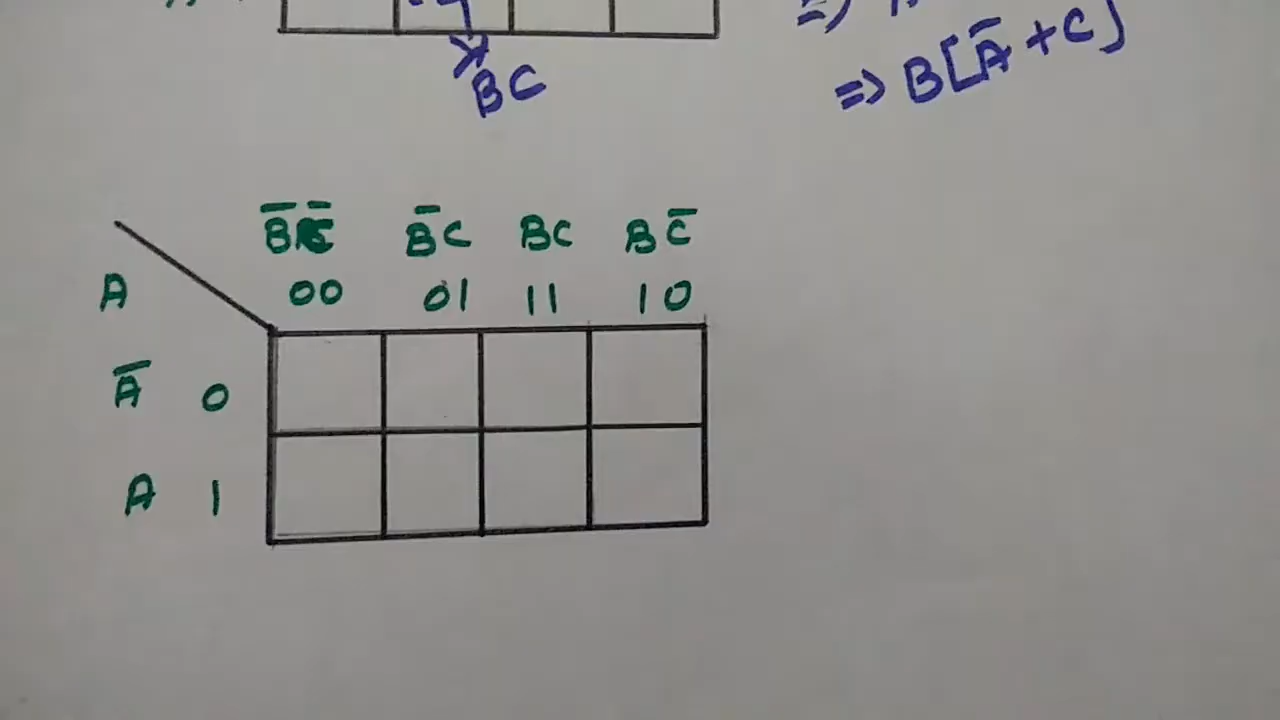 BC
=> B[A̅+C]
B̅C̅ B̅C BC BC̅
A 00 01 11 10
A̅ 0
A 1